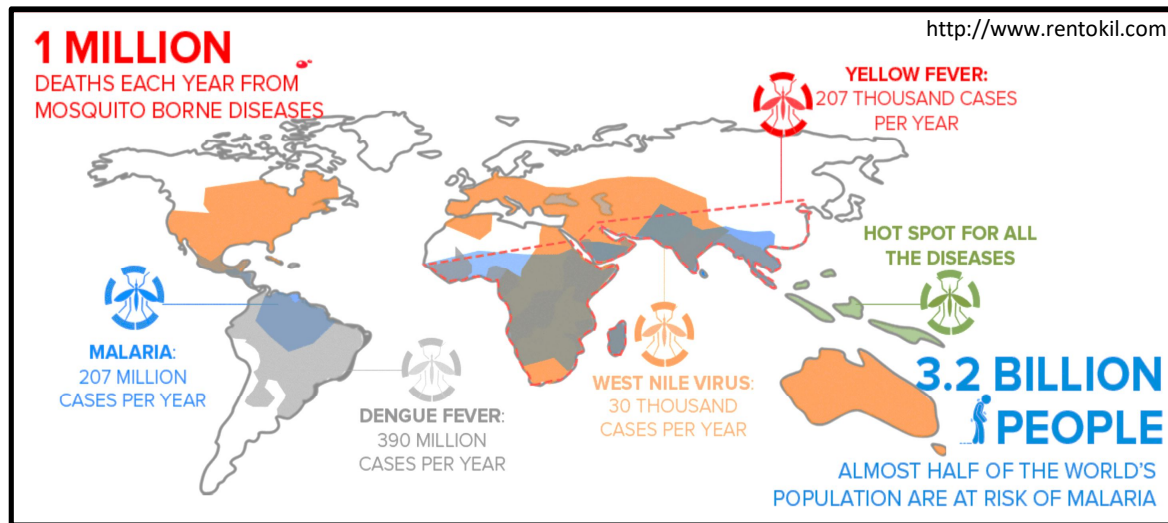 http://www.rentokil.com
1 MILLION
DEATHS EACH YEAR FROM
MOSQUITO BORNE DISEASES
YELLOW FEVER:
207 THOUSAND CASES
PER YEAR
HOT SPOT FOR ALL
THE DISEASES
MALARIA:
207 MILLION
CASES PER YEAR
DENGUE FEVER:
390 MILLION
CASES PER YEAR
WEST NILE VIRUS:
30 THOUSAND
CASES PER YEAR
3.2 BILLION
PEOPLE
ALMOST HALF OF THE WORLD'S
POPULATION ARE AT RISK OF MALARIA